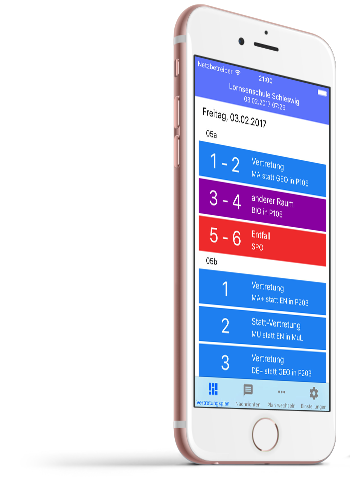 Netzbetreiber
21:00
Lornsenschule Schleswig
03.02.2017 07:23
Freitag, 03.02.2017
05a
1 - 2
Vertretung
MA statt GEO in P106
3 - 4
anderer Raum
BIO in P106
5 - 6
Entfall
SPO
05b
1
Vertretung
MA+ statt EN in P203
2
Statt-Vertretung
MU statt EN in MuL
3
Vertretung
DE+ statt GEO in P203
Vertretungsplan
Nachrichten
Plan wechseln
Einstellungen